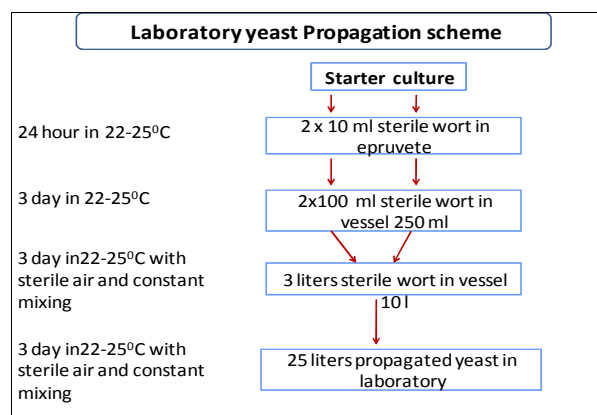 Laboratory yeast Propagation scheme
Starter culture
24 hour in 22-25⁰C
2 x 10 ml sterile wort in
epruvete
3 day in 22-25⁰C
2x100 ml sterile wort in
vessel 250 ml
3 day in22-25⁰C with
sterile air and constant
mixing
3 liters sterile wort in vessel
10 l
3 day in22-25⁰C with
sterile air and constant
mixing
25 liters propagated yeast in
laboratory